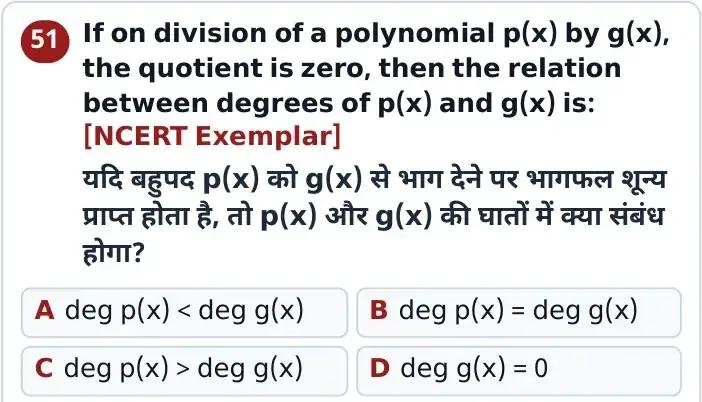 51 If on division of a polynomial p(x) by g(x),
the quotient is zero, then the relation
between degrees of p(x) and g(x) is:
[NCERT Exemplar]
यदि बहुपद p(x) को g(x) से भाग देने पर भागफल शून्य
प्राप्त होता है, तो p(x) और g(x) की घातों में क्या संबंध
होगा?
A deg p(x) < deg g(x) B deg p(x) = deg g(x)
C deg p(x) > deg g(x) D deg g(x) = 0